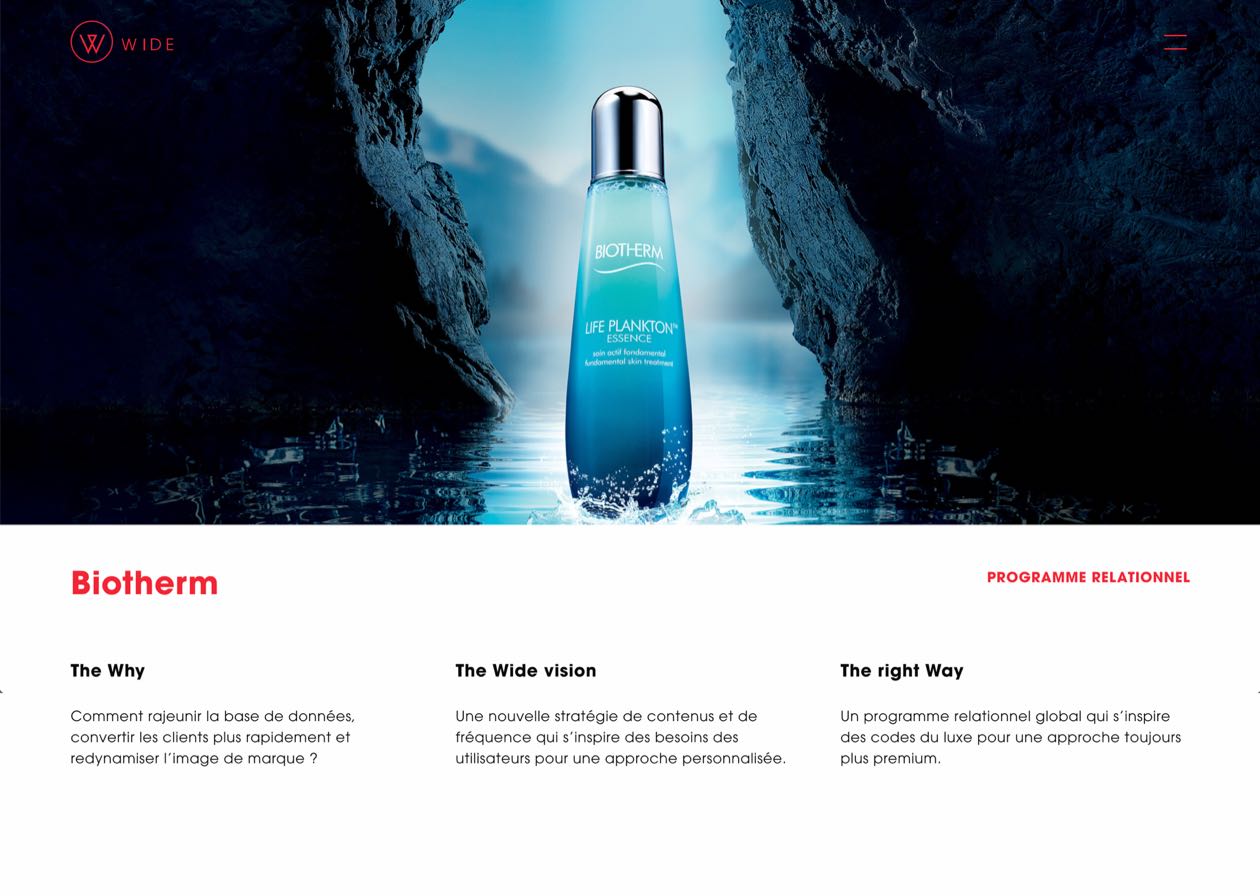 WIDE
BIOTHERM
LIFE PLANKTON™
ESSENCE
soin actif fondamental
fundamental skin treatment
Biotherm
PROGRAMME RELATIONNEL
The Why
Comment rajeunir la base de données,
convertir les clients plus rapidement et
redynamiser l’image de marque ?
The Wide vision
Une nouvelle stratégie de contenus et de
fréquence qui s’inspire des besoins des
utilisateurs pour une approche personnalisée.
The right Way
Un programme relationnel global qui s’inspire
des codes du luxe pour une approche toujours
plus premium.